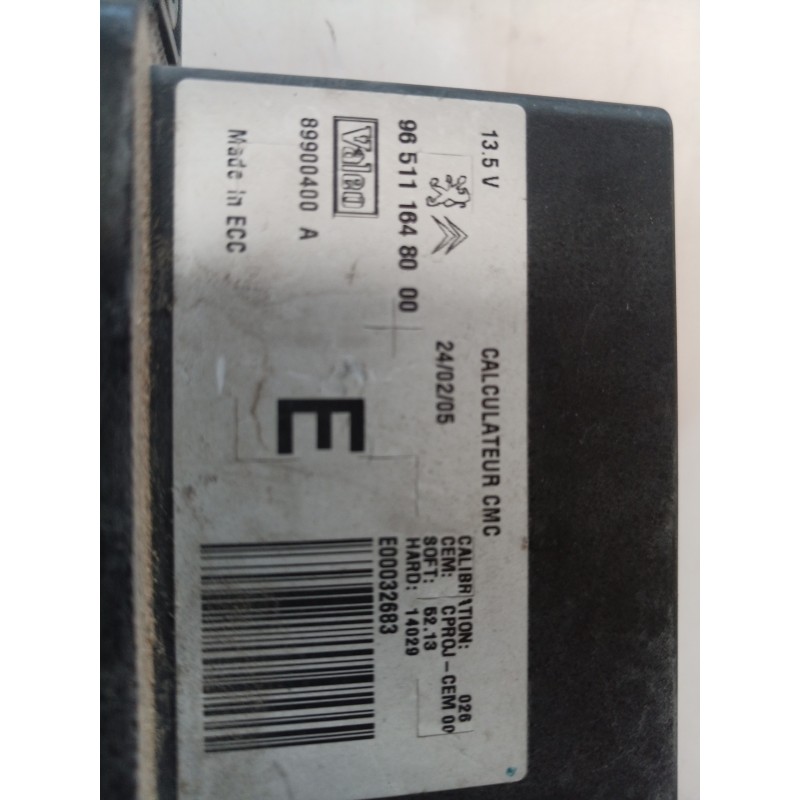 13.5 V
CALCULATEUR CMC
24/02/05
96 511 164 80 00
Valeo
89900400 A
Made in ECC
E
CALIBRATION: 026
CEM: CPROJ-CEM 00
SOFT: 52.13
HARD: 14029
E00032683